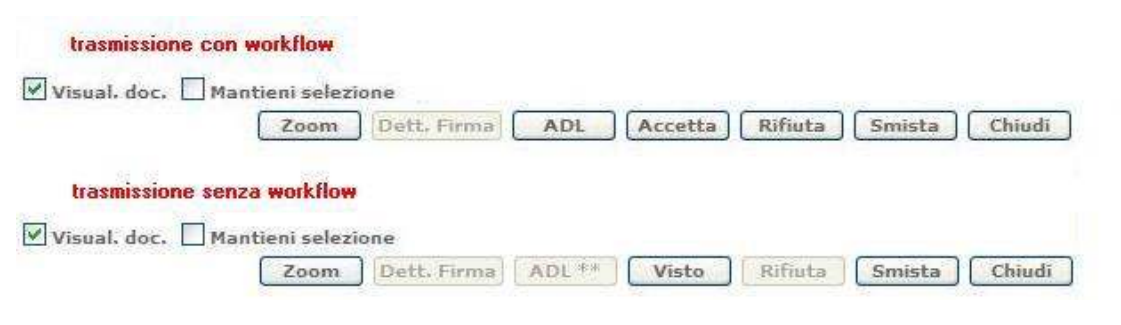 trasmissione con workflow
Visual. doc. Mantieni selezione
Zoom Dett. Firma ADL Accetta Rifiuta Smista Chiudi
trasmissione senza workflow
Visual. doc. Mantieni selezione
Zoom Dett. Firma ADL ** Visto Rifiuta Smista Chiudi